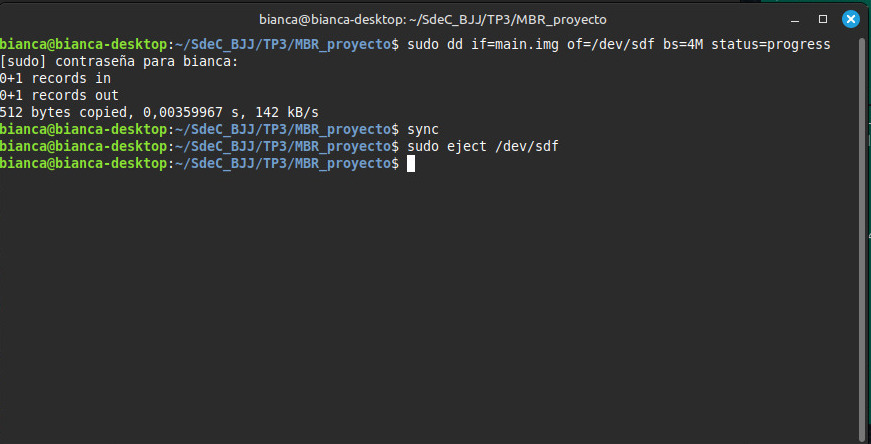 bianca@bianca-desktop: ~/SdeC_BJJ/TP3/MBR_proyecto
bianca@bianca-desktop:~/SdeC_BJJ/TP3/MBR_proyecto$ sudo dd if=main.img of=/dev/sdf bs=4M status=progress
[sudo] contraseña para bianca:
0+1 records in
0+1 records out
512 bytes copied, 0,00359967 s, 142 kB/s
bianca@bianca-desktop:~/SdeC_BJJ/TP3/MBR_proyecto$ sync
bianca@bianca-desktop:~/SdeC_BJJ/TP3/MBR_proyecto$ sudo eject /dev/sdf
bianca@bianca-desktop:~/SdeC_BJJ/TP3/MBR_proyecto$